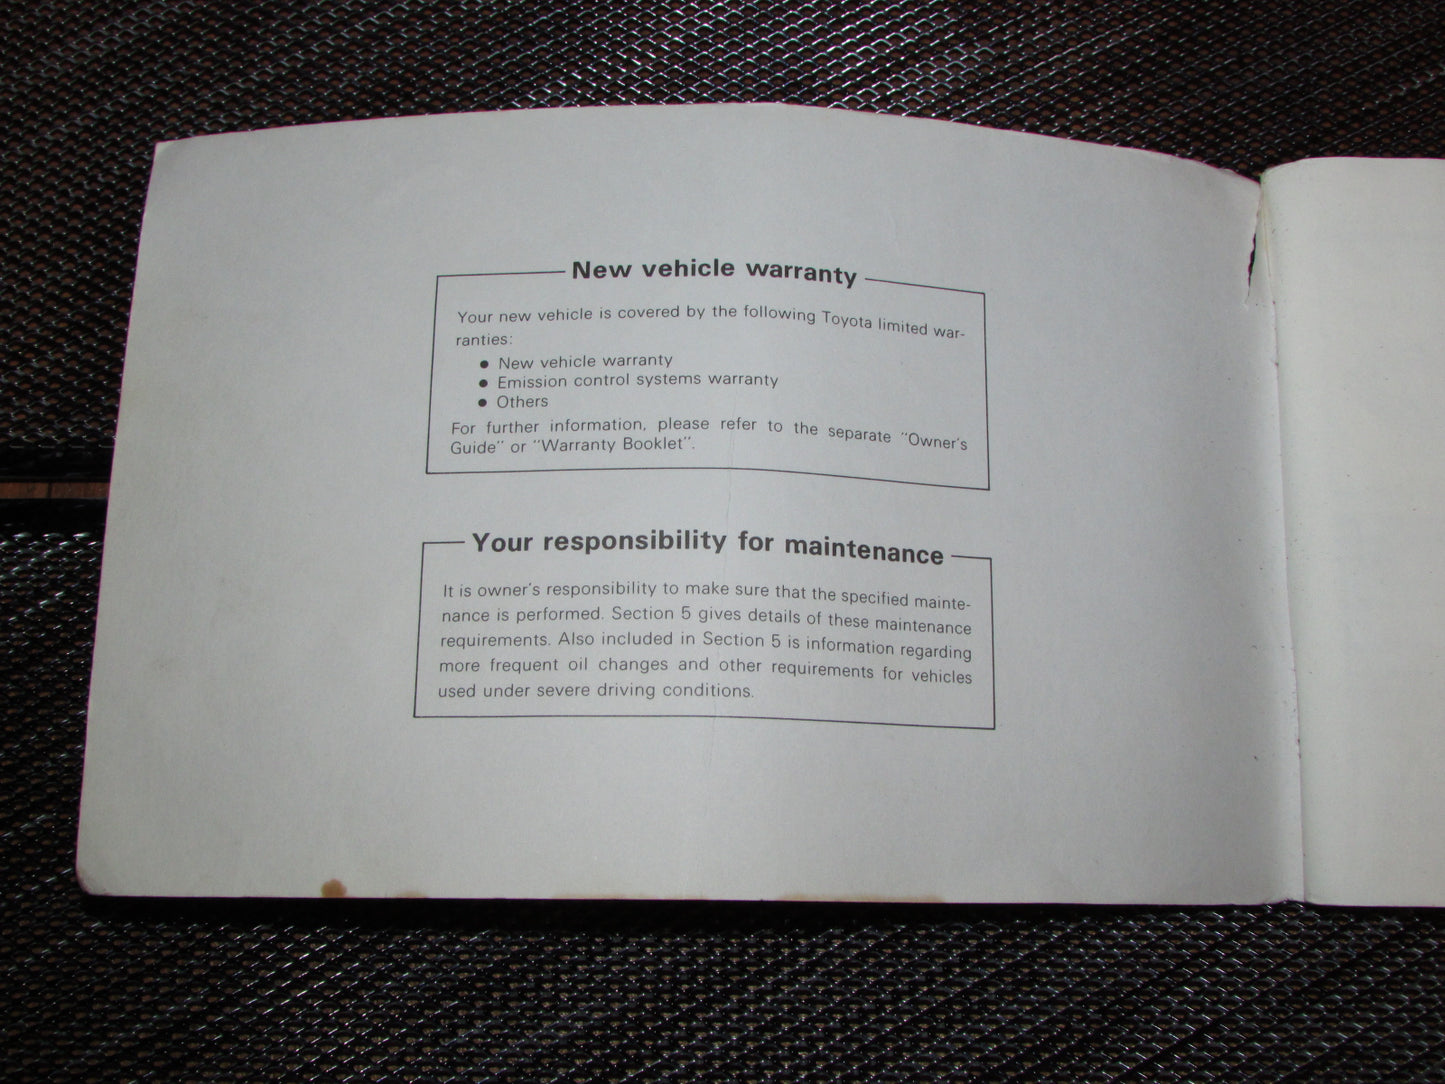 New vehicle warranty
Your new vehicle is covered by the following Toyota limited war-
ranties:
● New vehicle warranty
● Emission control systems warranty
● Others
For further information, please refer to the separate "Owner's
Guide" or "Warranty Booklet".
Your responsibility for maintenance
It is owner's responsibility to make sure that the specified mainte-
nance is performed. Section 5 gives details of these maintenance
requirements. Also included in Section 5 is information regarding
more frequent oil changes and other requirements for vehicles
used under severe driving conditions.